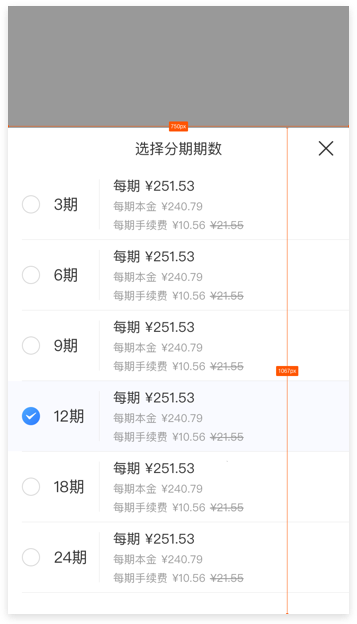 750px
选择分期期数
3期
每期 ¥251.53
每期本金 ¥240.79
每期手续费 ¥10.56 ¥21.55
6期
每期 ¥251.53
每期本金 ¥240.79
每期手续费 ¥10.56 ¥21.55
9期
每期 ¥251.53
每期本金 ¥240.79
每期手续费 ¥10.56 ¥21.55
1067px
12期
每期 ¥251.53
每期本金 ¥240.79
每期手续费 ¥10.56 ¥21.55
18期
每期 ¥251.53
每期本金 ¥240.79
每期手续费 ¥10.56 ¥21.55
24期
每期 ¥251.53
每期本金 ¥240.79
每期手续费 ¥10.56 ¥21.55